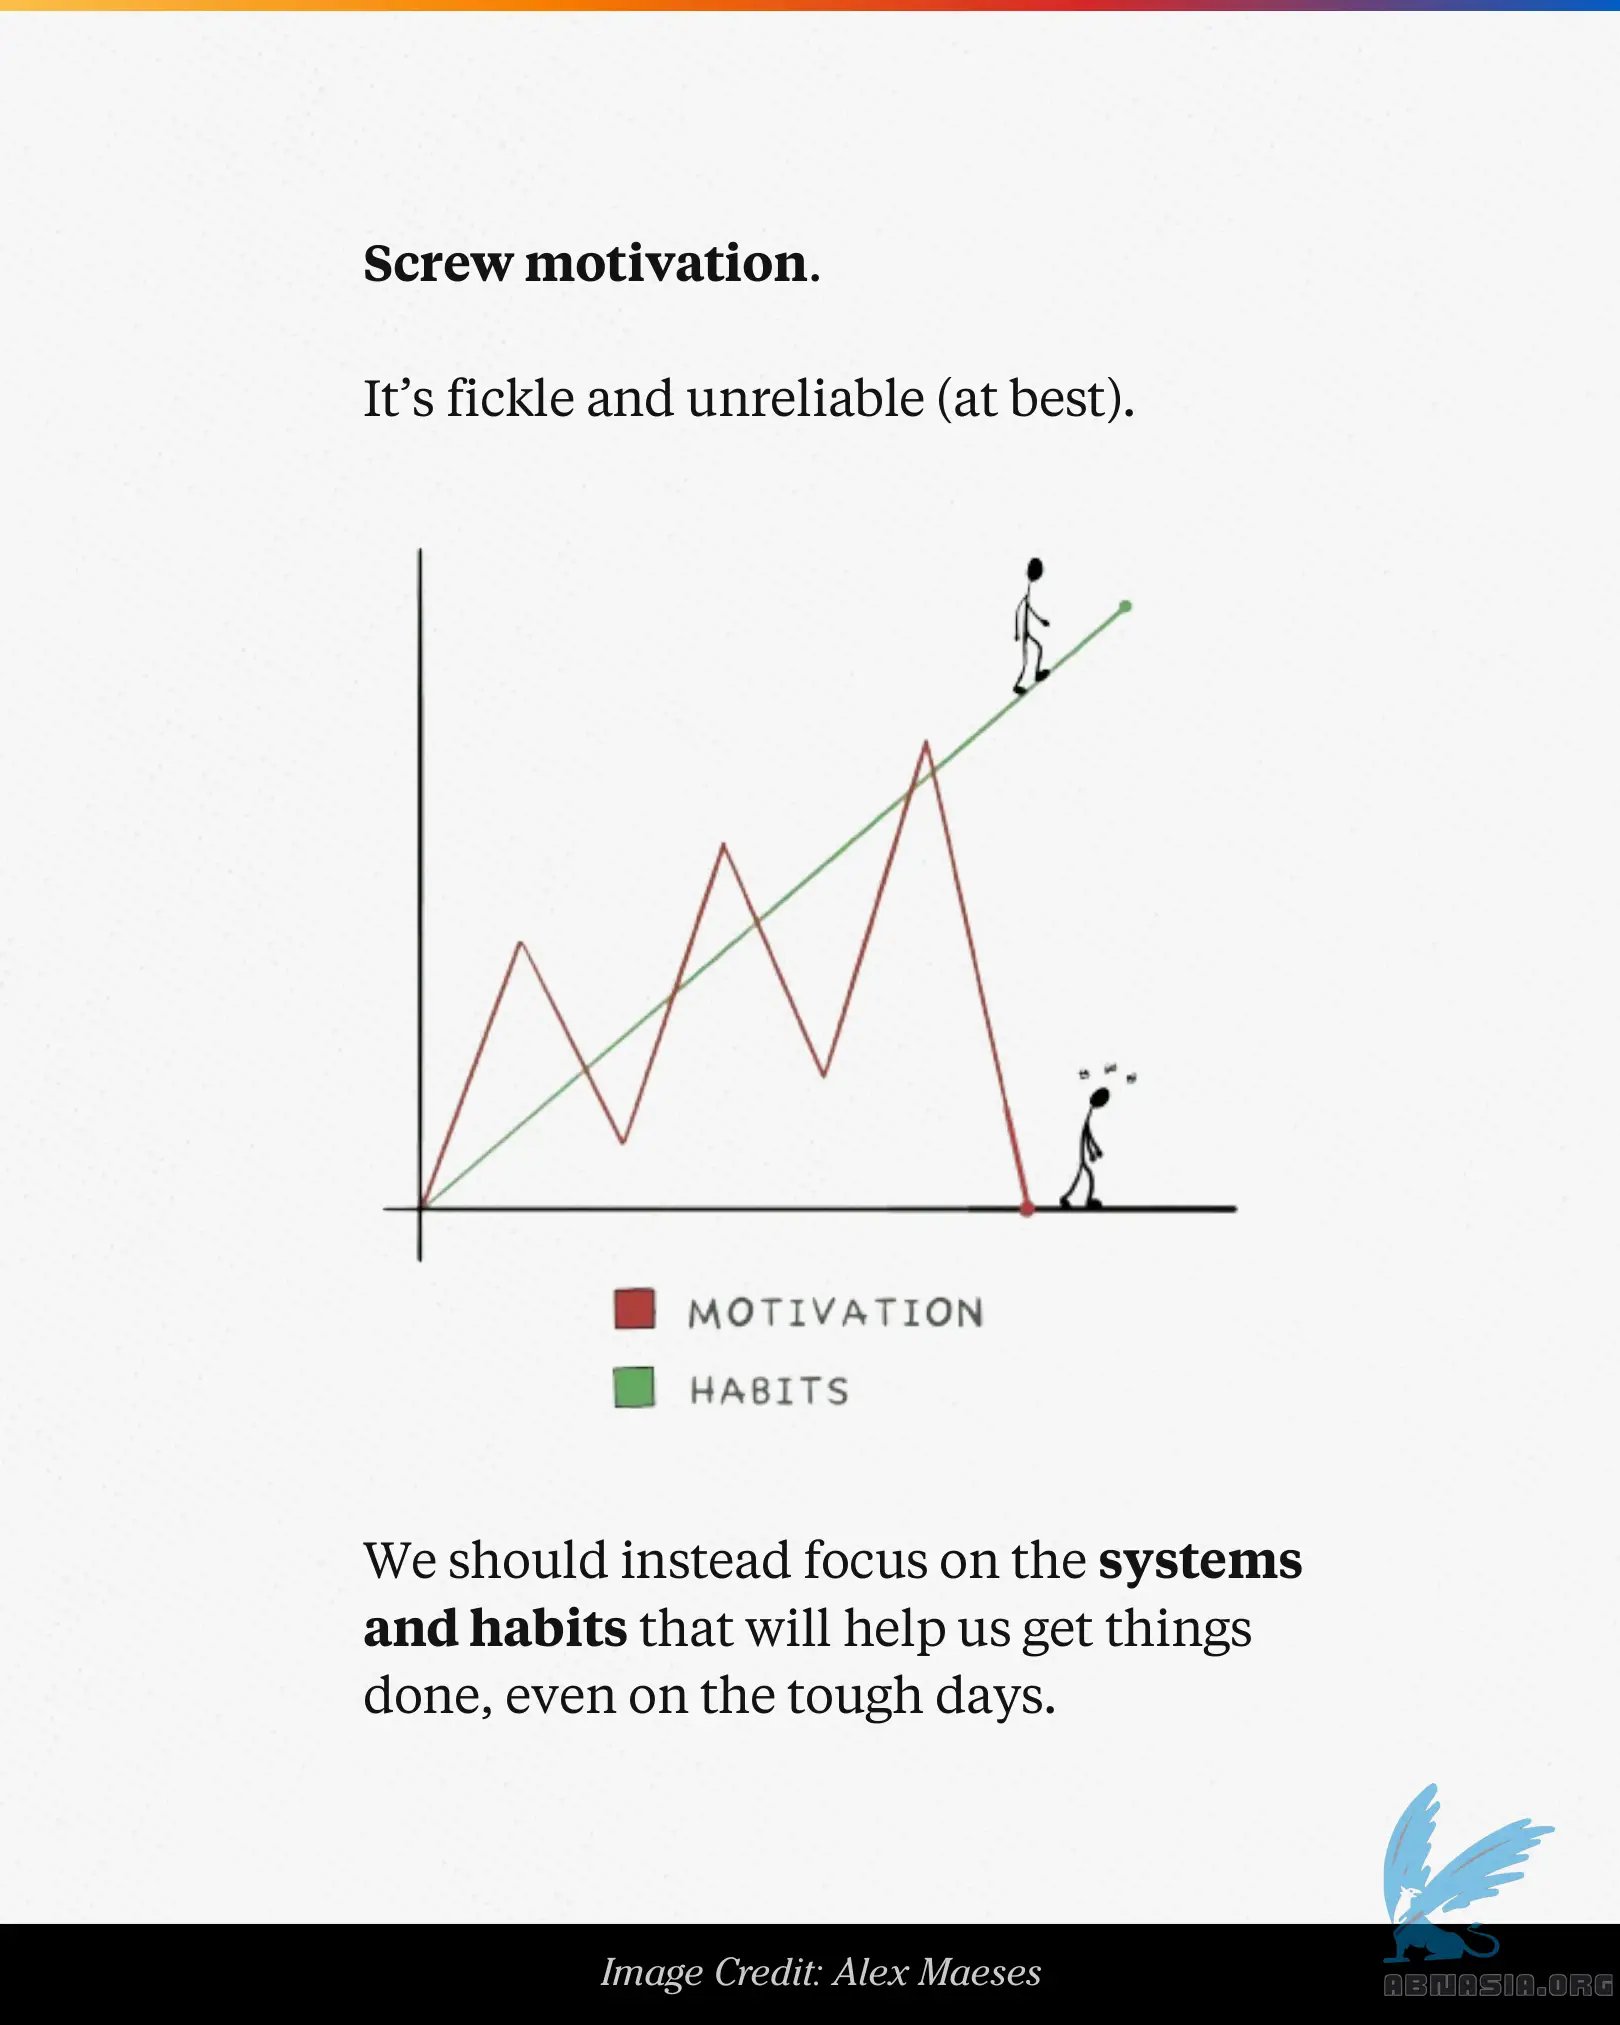 Screw motivation.
It’s fickle and unreliable (at best).
MOTIVATION
HABITS
We should instead focus on the systems
and habits that will help us get things
done, even on the tough days.
Image Credit: Alex Maeses
ABNASIA.ORG